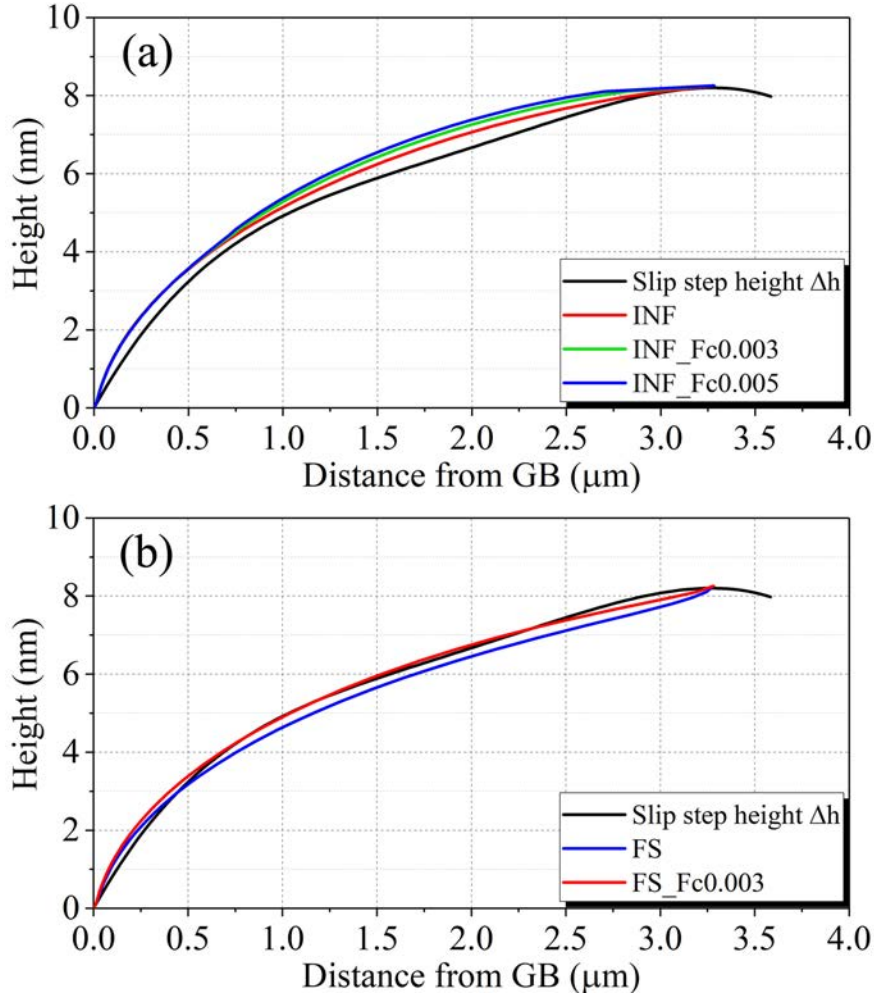 (a)
Height (nm)
10
8
6
4
2
0
Slip step height Δh
INF
INF_Fc0.003
INF_Fc0.005
0.0 0.5 1.0 1.5 2.0 2.5 3.0 3.5 4.0
Distance from GB (μm)
(b)
Height (nm)
10
8
6
4
2
0
Slip step height Δh
FS
FS_Fc0.003
0.0 0.5 1.0 1.5 2.0 2.5 3.0 3.5 4.0
Distance from GB (μm)